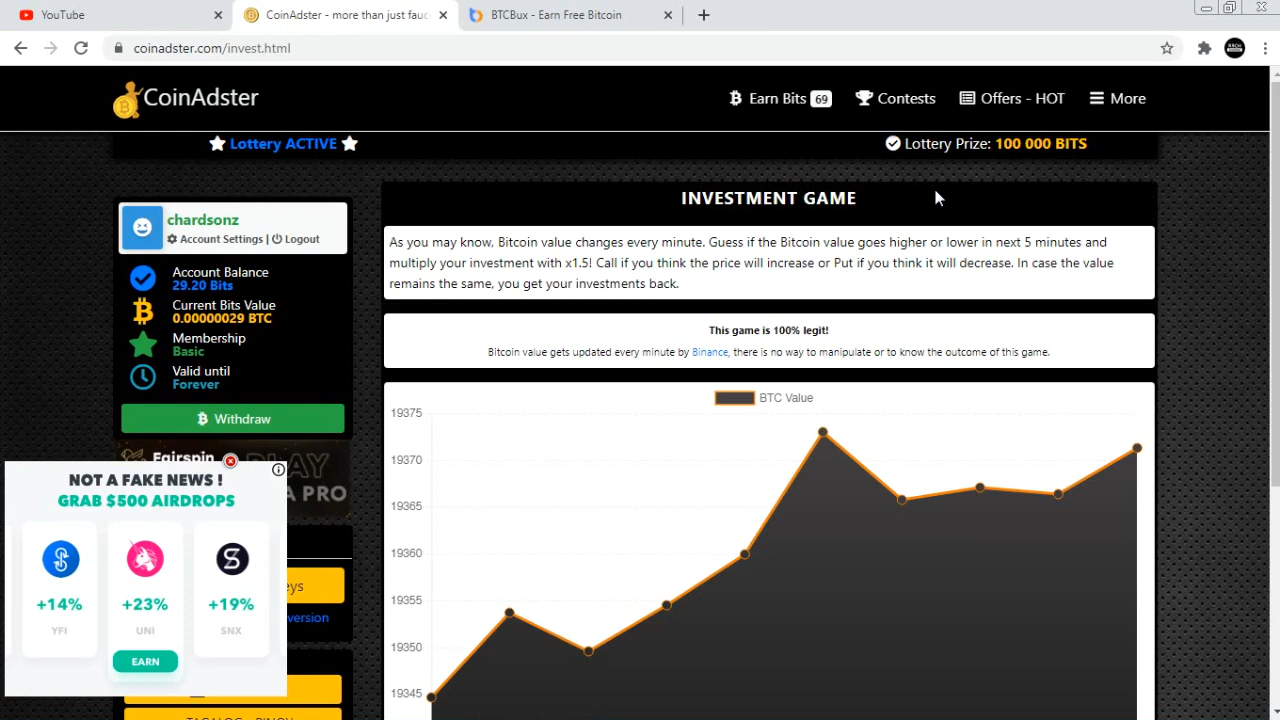 YouTube
CoinAdster - more than just fauc
BTCBux - Earn Free Bitcoin
coinadster.com/invest.html
CoinAdster
Earn Bits 69
Contests
Offers - HOT
More
Lottery ACTIVE
Lottery Prize: 100 000 BITS
chardsonz
Account Settings | Logout
Account Balance
29.20 Bits
Current Bits Value
0.00000029 BTC
Membership
Basic
Valid until
Forever
Withdraw
Fairspin
PLAY
A PRO
NOT A FAKE NEWS !
GRAB $500 AIRDROPS
+14%
+23%
+19%
YFI
UNI
SNX
EARN
eys
version
INVESTMENT GAME
As you may know, Bitcoin value changes every minute. Guess if the Bitcoin value goes higher or lower in next 5 minutes and
multiply your investment with x1.5! Call if you think the price will increase or Put if you think it will decrease. In case the value
remains the same, you get your investments back.
This game is 100% legit!
Bitcoin value gets updated every minute by Binance, there is no way to manipulate or to know the outcome of this game.
BTC Value
19375
19370
19365
19360
19355
19350
19345